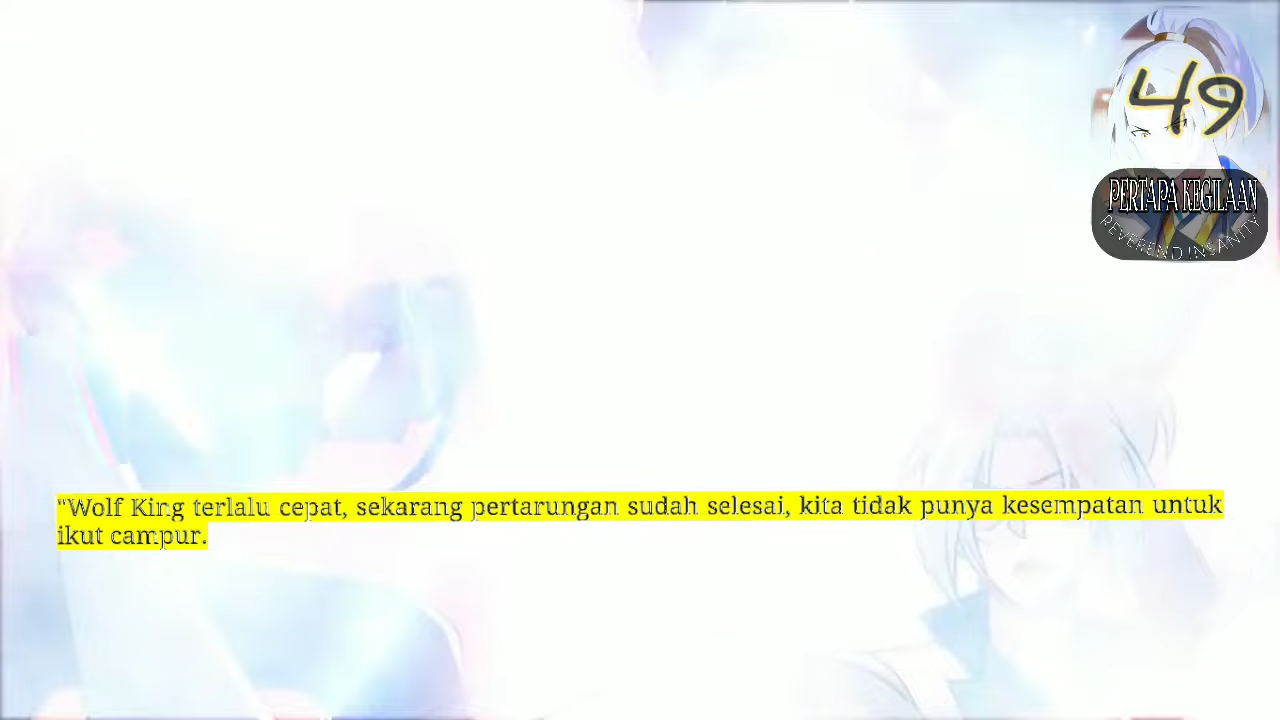 49
PERTAPA KEGILAAN
REVEREND INSANITY
"Wolf King terlalu cepat, sekarang pertarungan sudah selesai, kita tidak punya kesempatan untuk
ikut campur.